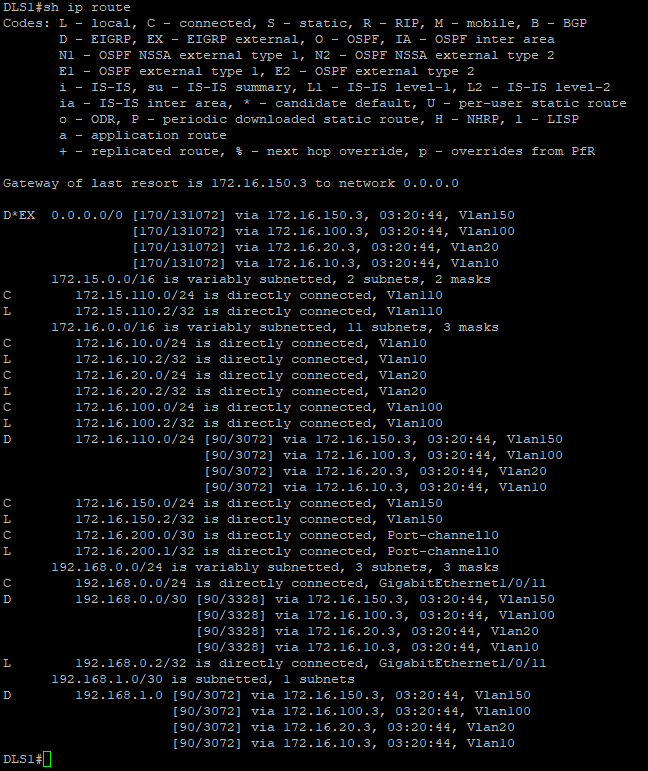 DLS1#sh ip route
Codes: L - local, C - connected, S - static, R - RIP, M - mobile, B - BGP
       D - EIGRP, EX - EIGRP external, O - OSPF, IA - OSPF inter area
       N1 - OSPF NSSA external type 1, N2 - OSPF NSSA external type 2
       E1 - OSPF external type 1, E2 - OSPF external type 2
       i - IS-IS, su - IS-IS summary, L1 - IS-IS level-1, L2 - IS-IS level-2
       ia - IS-IS inter area, * - candidate default, U - per-user static route
       o - ODR, P - periodic downloaded static route, H - NHRP, l - LISP
       a - application route
       + - replicated route, % - next hop override, p - overrides from PfR

Gateway of last resort is 172.16.150.3 to network 0.0.0.0

D*EX  0.0.0.0/0 [170/131072] via 172.16.150.3, 03:20:44, Vlan150
                [170/131072] via 172.16.100.3, 03:20:44, Vlan100
                [170/131072] via 172.16.20.3, 03:20:44, Vlan20
                [170/131072] via 172.16.10.3, 03:20:44, Vlan10
      172.15.0.0/16 is variably subnetted, 2 subnets, 2 masks
C        172.15.110.0/24 is directly connected, Vlan110
L        172.15.110.2/32 is directly connected, Vlan110
      172.16.0.0/16 is variably subnetted, 11 subnets, 3 masks
C        172.16.10.0/24 is directly connected, Vlan10
L        172.16.10.2/32 is directly connected, Vlan10
C        172.16.20.0/24 is directly connected, Vlan20
L        172.16.20.2/32 is directly connected, Vlan20
C        172.16.100.0/24 is directly connected, Vlan100
L        172.16.100.2/32 is directly connected, Vlan100
D        172.16.110.0/24 [90/3072] via 172.16.150.3, 03:20:44, Vlan150
                         [90/3072] via 172.16.100.3, 03:20:44, Vlan100
                         [90/3072] via 172.16.20.3, 03:20:44, Vlan20
                         [90/3072] via 172.16.10.3, 03:20:44, Vlan10
C        172.16.150.0/24 is directly connected, Vlan150
L        172.16.150.2/32 is directly connected, Vlan150
C        172.16.200.0/30 is directly connected, Port-channel10
L        172.16.200.1/32 is directly connected, Port-channel10
      192.168.0.0/24 is variably subnetted, 3 subnets, 3 masks
C        192.168.0.0/24 is directly connected, GigabitEthernet1/0/11
D        192.168.0.0/30 [90/3328] via 172.16.150.3, 03:20:44, Vlan150
                        [90/3328] via 172.16.100.3, 03:20:44, Vlan100
                        [90/3328] via 172.16.20.3, 03:20:44, Vlan20
                        [90/3328] via 172.16.10.3, 03:20:44, Vlan10
L        192.168.0.2/32 is directly connected, GigabitEthernet1/0/11
      192.168.1.0/30 is subnetted, 1 subnets
D        192.168.1.0 [90/3072] via 172.16.150.3, 03:20:44, Vlan150
                     [90/3072] via 172.16.100.3, 03:20:44, Vlan100
                     [90/3072] via 172.16.20.3, 03:20:44, Vlan20
                     [90/3072] via 172.16.10.3, 03:20:44, Vlan10
DLS1#